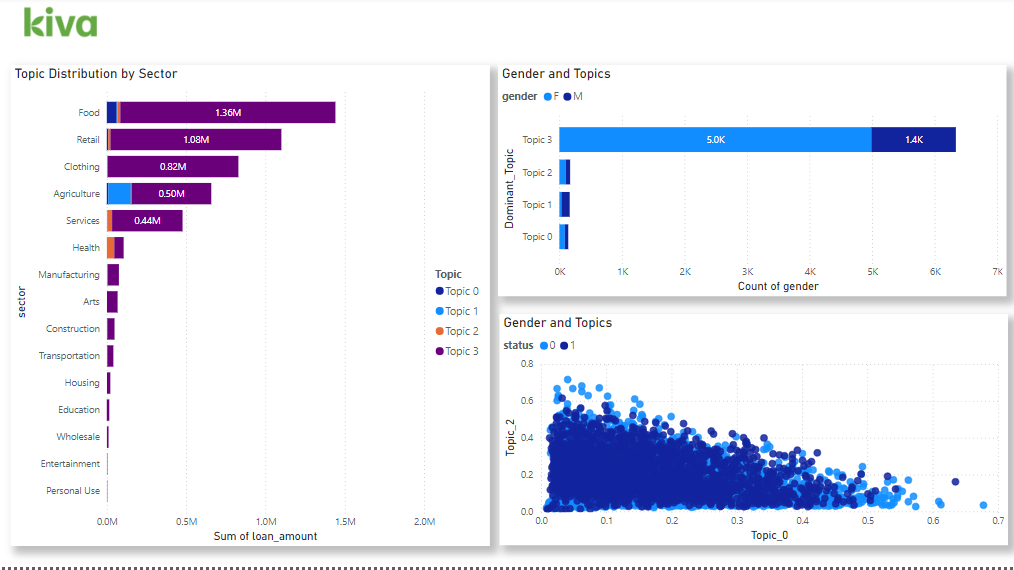 kiva
Topic Distribution by Sector
sector
Food
1.36M
Retail
1.08M
Clothing
0.82M
Agriculture
0.50M
Services
0.44M
Health
Manufacturing
Arts
Construction
Transportation
Housing
Education
Wholesale
Entertainment
Personal Use
0.0M 0.5M 1.0M 1.5M 2.0M
Sum of loan_amount
Topic
Topic 0
Topic 1
Topic 2
Topic 3
Gender and Topics
gender F M
Dominant_Topic
Topic 3 5.0K 1.4K
Topic 2
Topic 1
Topic 0
0K 1K 2K 3K 4K 5K 6K 7K
Count of gender
Gender and Topics
status 0 1
Topic_2
0.8
0.6
0.4
0.2
0.0
0.0 0.1 0.2 0.3 0.4 0.5 0.6 0.7
Topic_0